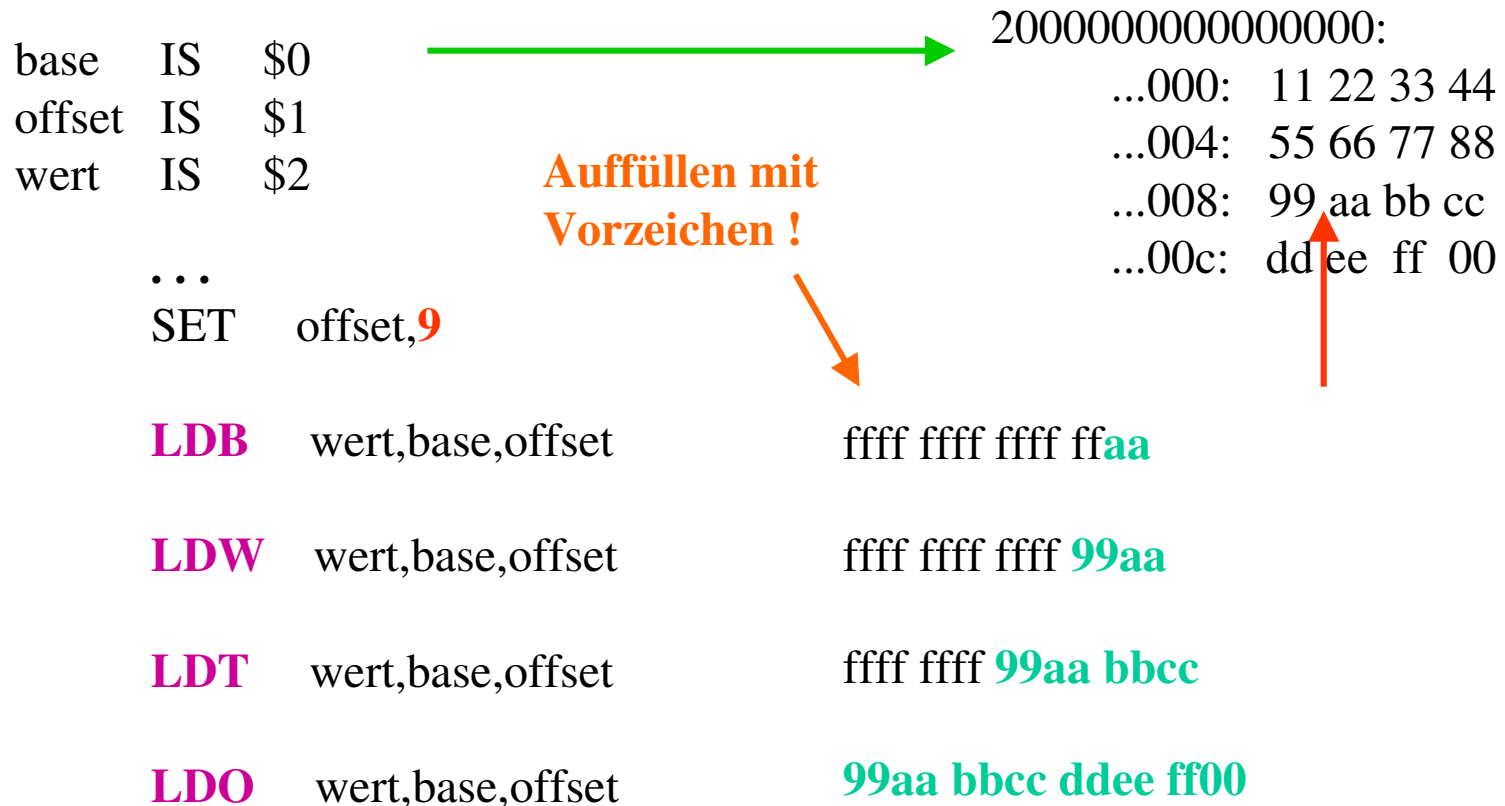 base IS $0
offset IS $1
wert IS $2
2000000000000000:
...000: 11 22 33 44
...004: 55 66 77 88
...008: 99 aa bb cc
...00c: dd ee ff 00
Auffüllen mit
Vorzeichen !
...
SET offset,9
LDB wert,base,offset ffff ffff ffff ffaa
LDW wert,base,offset ffff ffff ffff 99aa
LDT wert,base,offset ffff ffff 99aa bbcc
LDO wert,base,offset 99aa bbcc ddee ff00